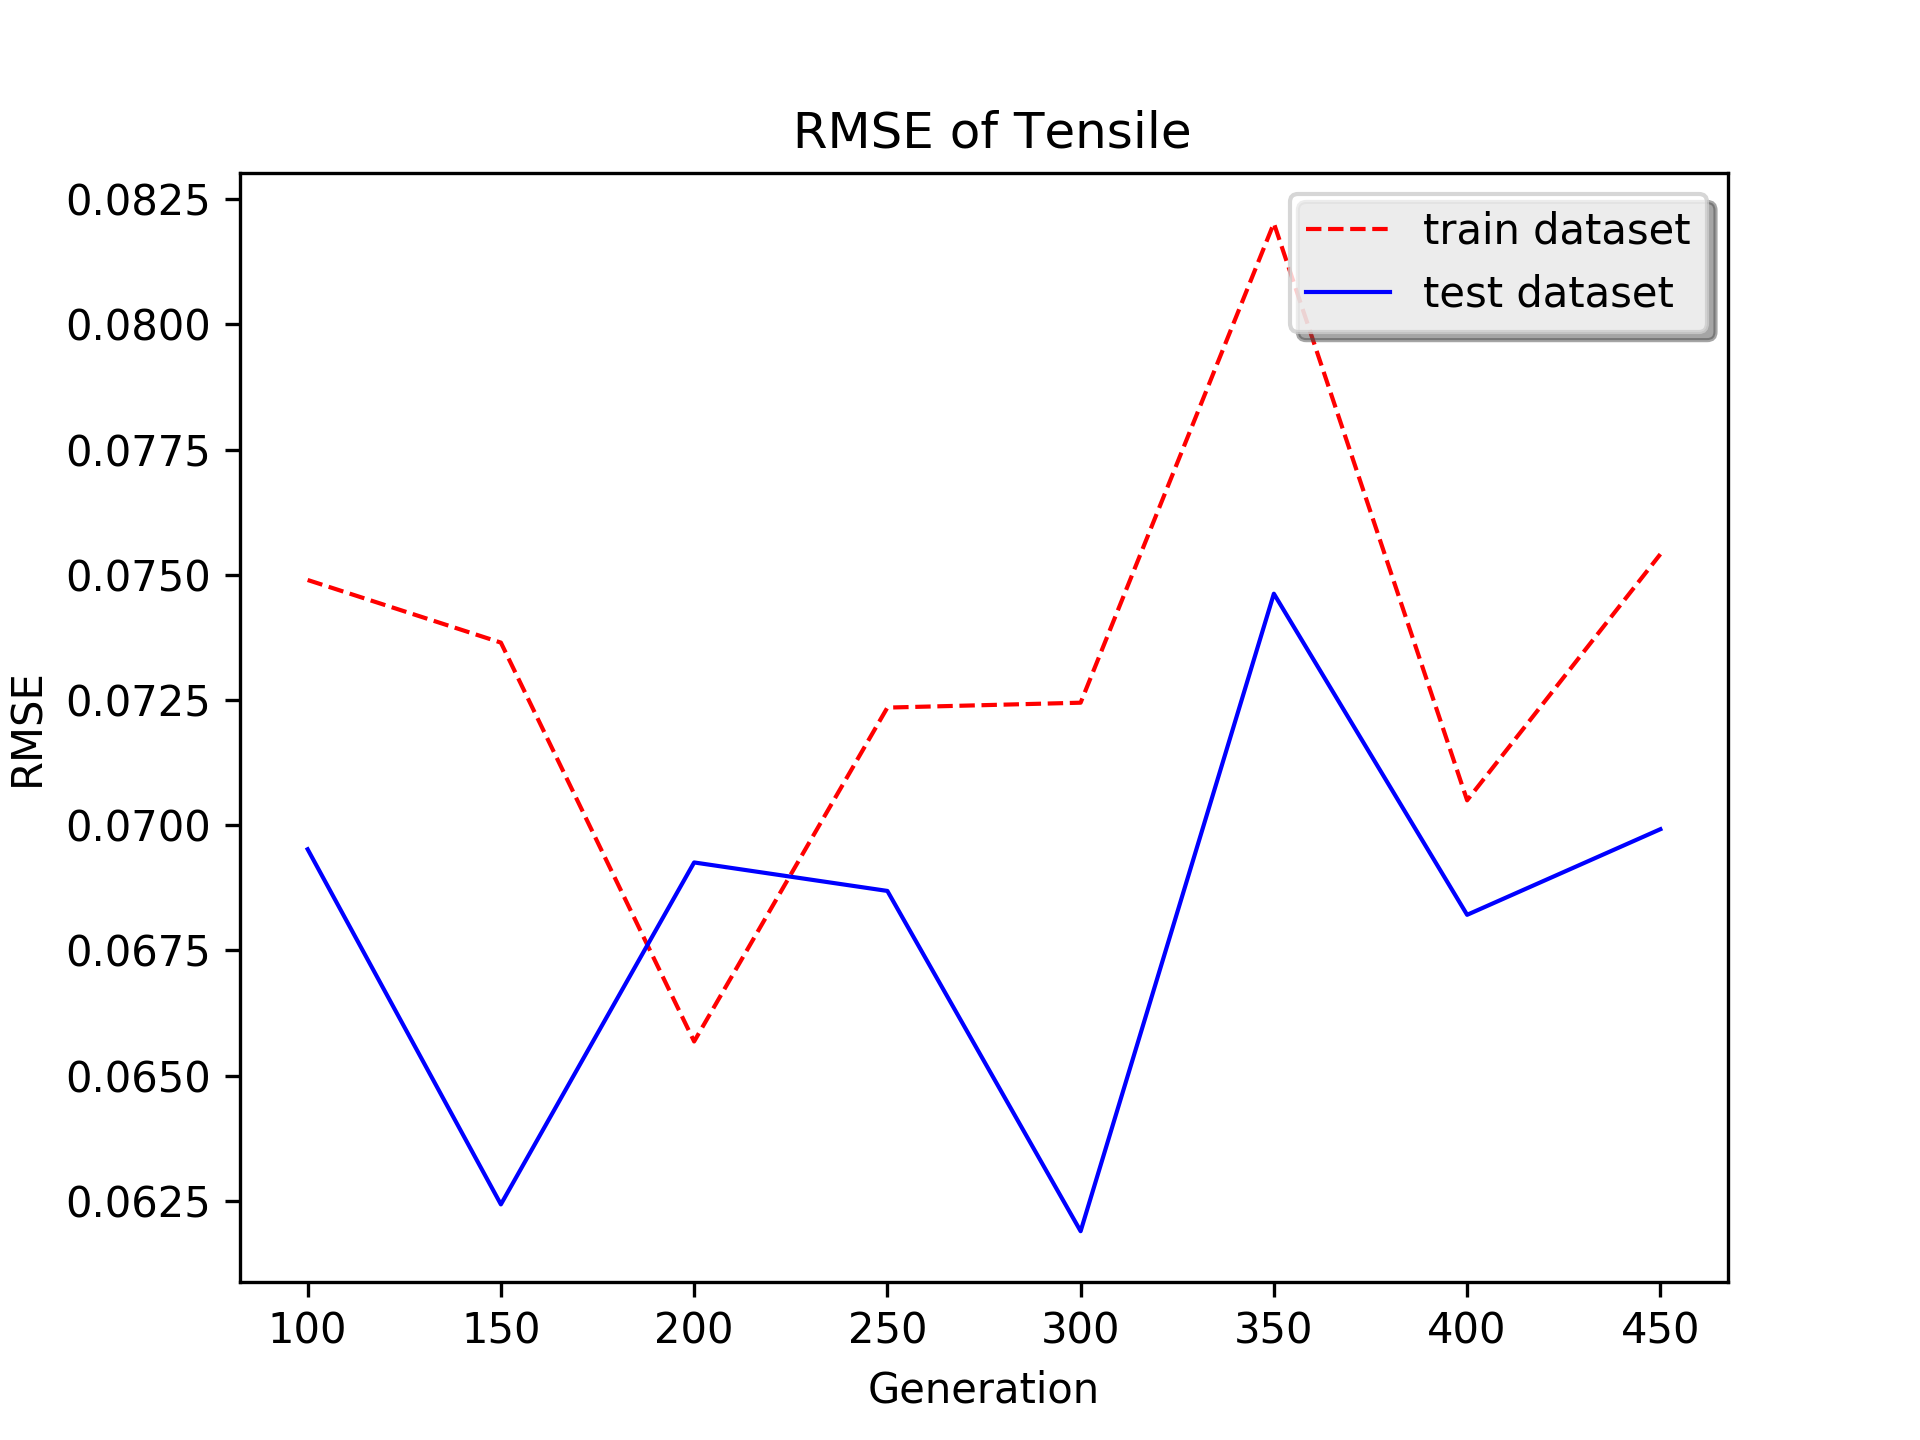 RMSE of Tensile
train dataset
test dataset
0.0825
0.0800
0.0775
0.0750
0.0725
0.0700
0.0675
0.0650
0.0625
RMSE
100 150 200 250 300 350 400 450
Generation